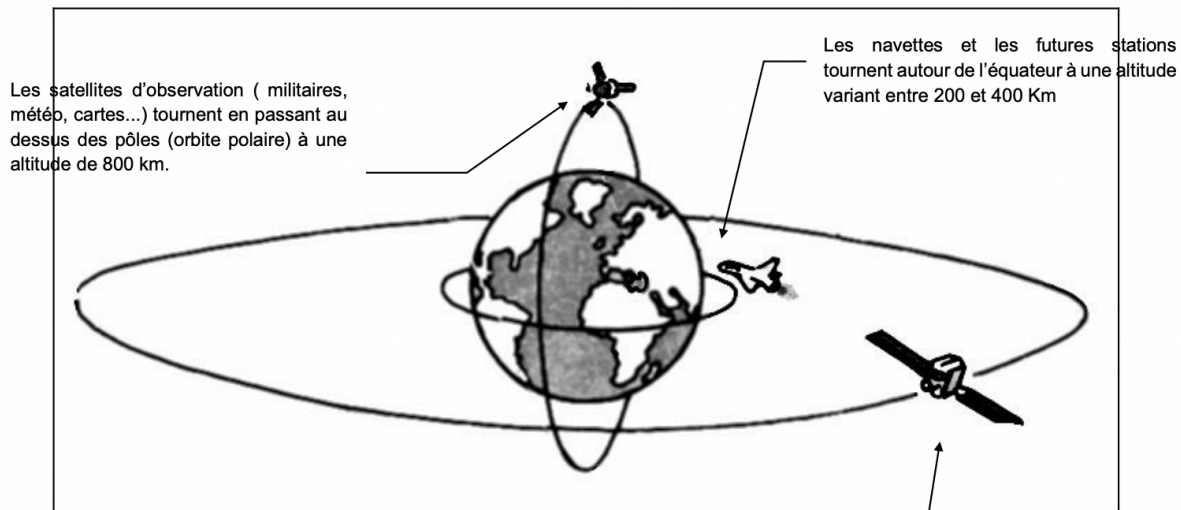 Les satellites d'observation ( militaires,
météo, cartes...) tournent en passant au
dessus des pôles (orbite polaire) à une
altitude de 800 km.
Les navettes et les futures stations
tournent autour de l'équateur à une altitude
variant entre 200 et 400 Km